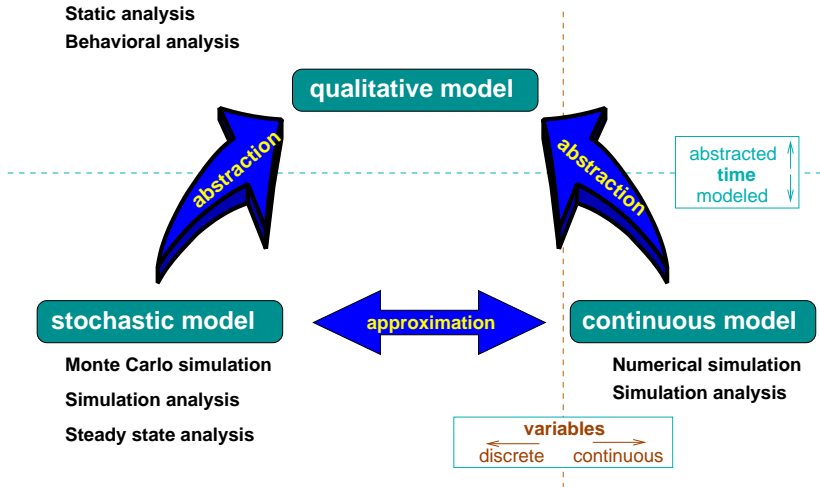 Static analysis
Behavioral analysis
qualitative model
abstraction
abstraction
abstracted
time
modeled
stochastic model
approximation
continuous model
Monte Carlo simulation
Simulation analysis
Steady state analysis
Numerical simulation
Simulation analysis
variables
discrete continuous